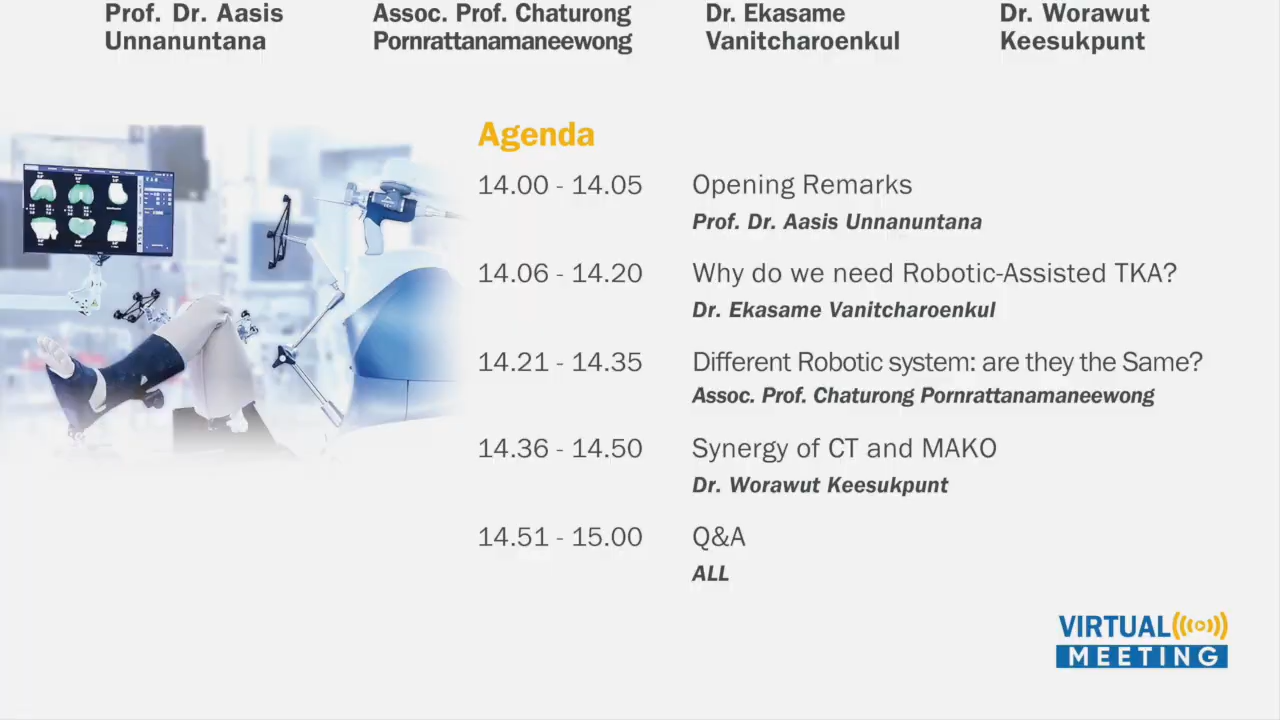 Prof. Dr. Aasis
Unnanuntana
Assoc. Prof. Chaturong
Pornrattanamaneewong
Dr. Ekasame
Vanitcharoenkul
Dr. Worawut
Keesukpunt
Agenda
14.00 - 14.05 Opening Remarks
Prof. Dr. Aasis Unnanuntana
14.06 - 14.20 Why do we need Robotic-Assisted TKA?
Dr. Ekasame Vanitcharoenkul
14.21 - 14.35 Different Robotic system: are they the Same?
Assoc. Prof. Chaturong Pornrattanamaneewong
14.36 - 14.50 Synergy of CT and MAKO
Dr. Worawut Keesukpunt
14.51 - 15.00 Q&A
ALL
VIRTUAL
MEETING